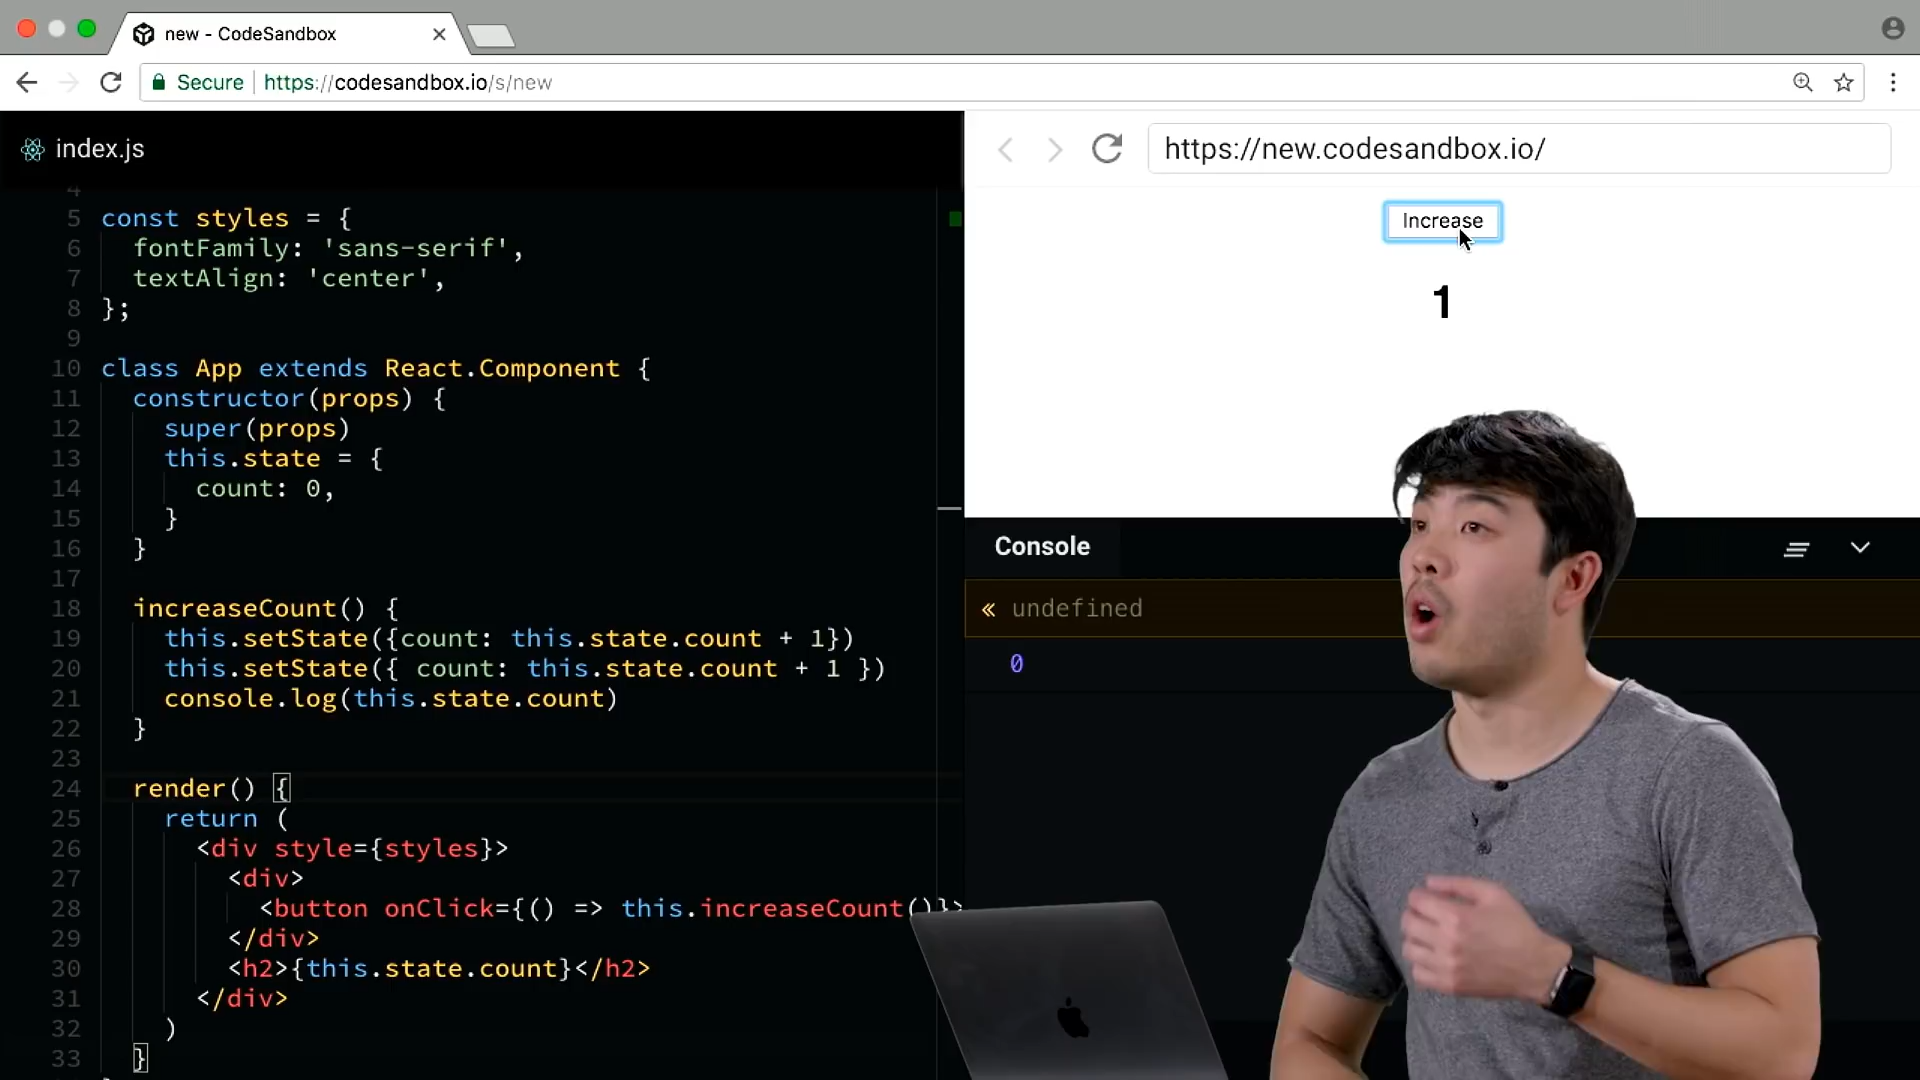 new - CodeSandbox
Secure https://codesandbox.io/s/new
index.js
https://new.codesandbox.io/
4
5 const styles = {
6 fontFamily: 'sans-serif',
7 textAlign: 'center',
8 };
9
10 class App extends React.Component {
11 constructor(props) {
12 super(props)
13 this.state = {
14 count: 0,
15 }
16 }
17
18 increaseCount() {
19 this.setState({count: this.state.count + 1})
20 this.setState({ count: this.state.count + 1 })
21 console.log(this.state.count)
22 }
23
24 render() {
25 return (
26 <div style={styles}>
27 <div>
28 <button onClick={() => this.increaseCount()}>
29 </div>
30 <h2>{this.state.count}</h2>
31 </div>
32 )
33 }
Increase
1
Console
« undefined
0